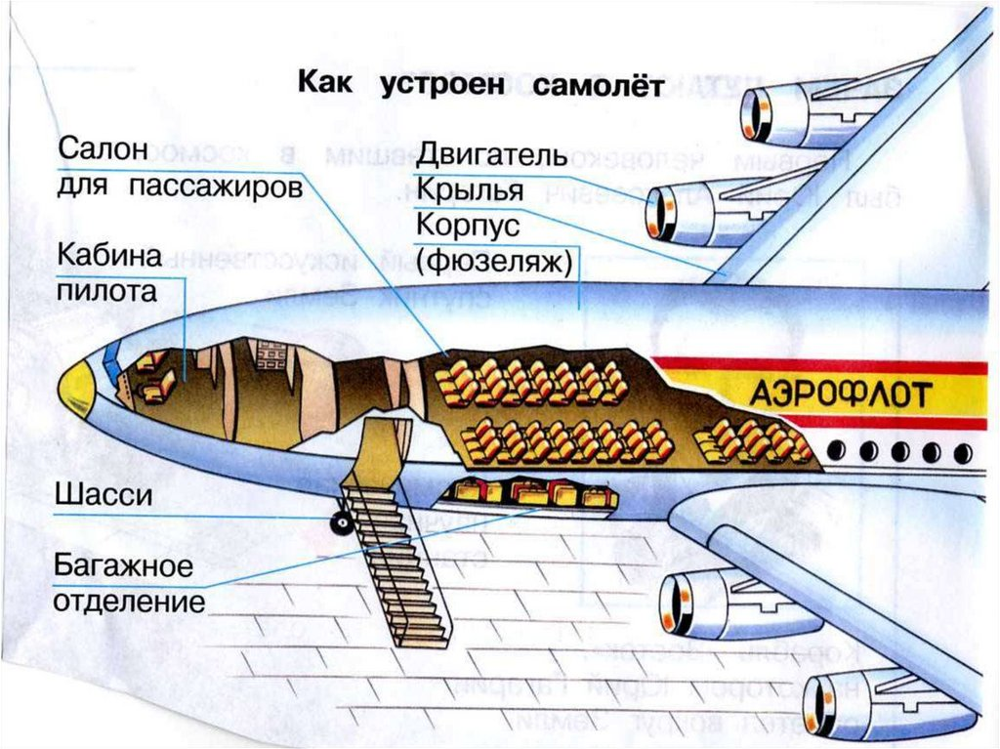 Как устроен самолёт
Салон
для пассажиров
Двигатель
Крылья
Корпус
(фюзеляж)
Кабина
пилота
АЭРОФЛОТ
Шасси
Багажное
отделение